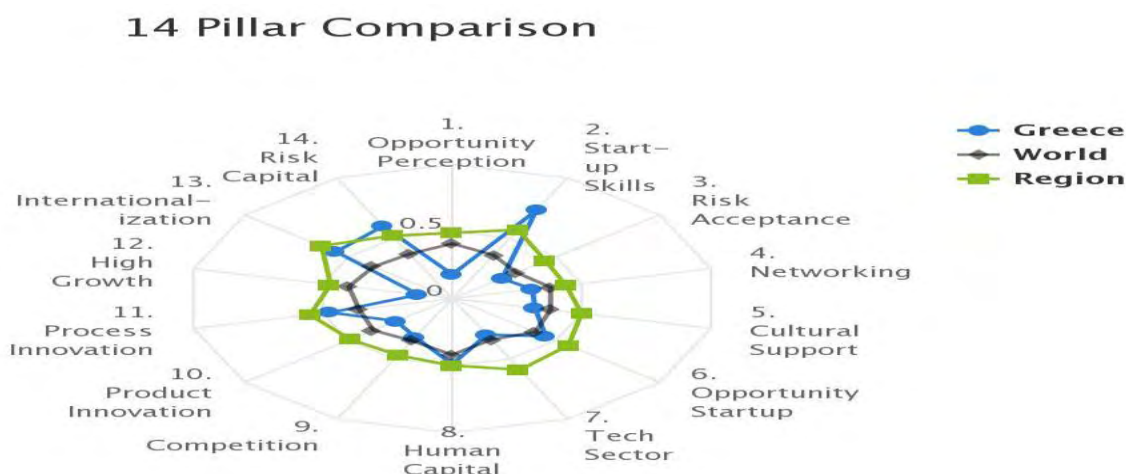 14 Pillar Comparison
1.
Opportunity
Perception
2.
Start-
up
Skills
3.
Risk
Acceptance
4.
Networking
5.
Cultural
Support
6.
Opportunity
Startup
7.
Tech
Sector
8.
Human
Capital
9.
Competition
10.
Product
Innovation
11.
Process
Innovation
12.
High
Growth
13.
International-
ization
14.
Risk
Capital
0.5
0
Greece
World
Region